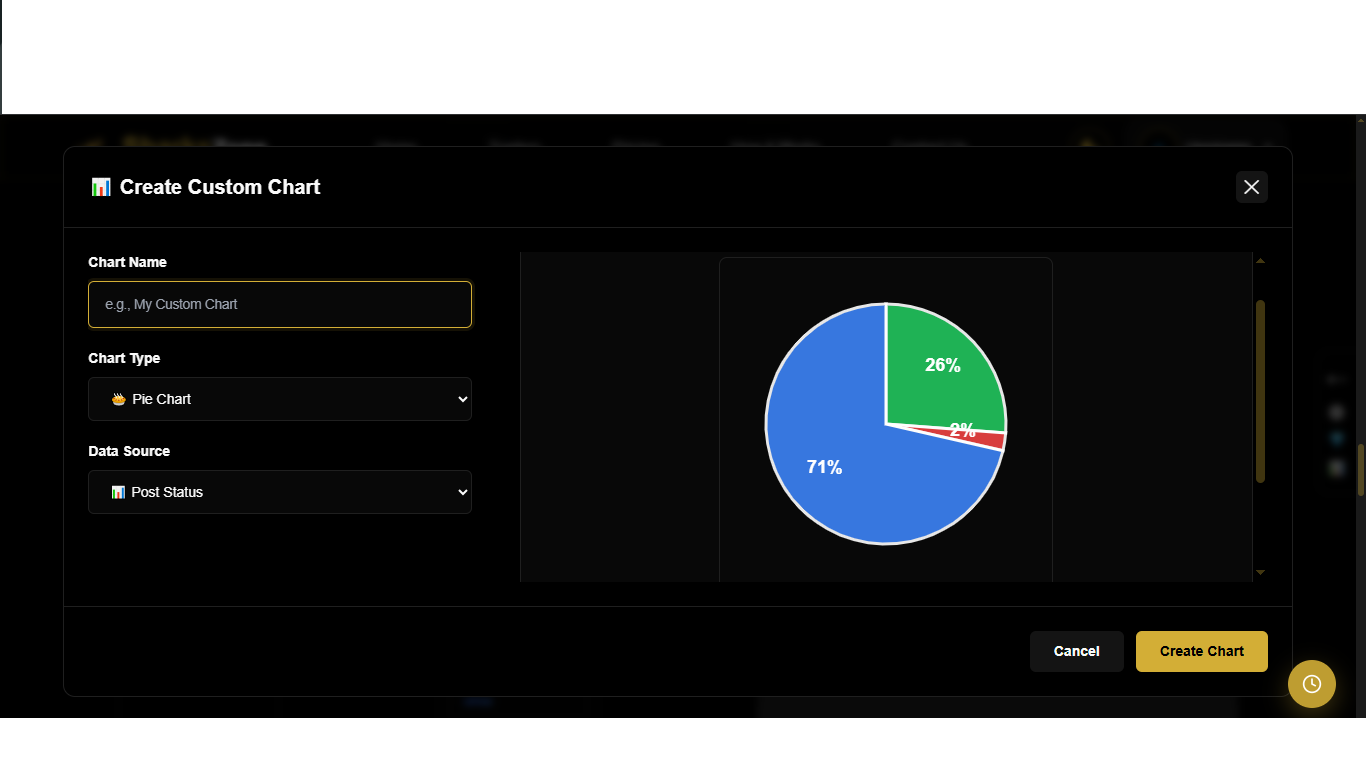 Create Custom Chart
Chart Name
e.g., My Custom Chart
Chart Type
Pie Chart
Data Source
Post Status
26%
2%
71%
Cancel
Create Chart